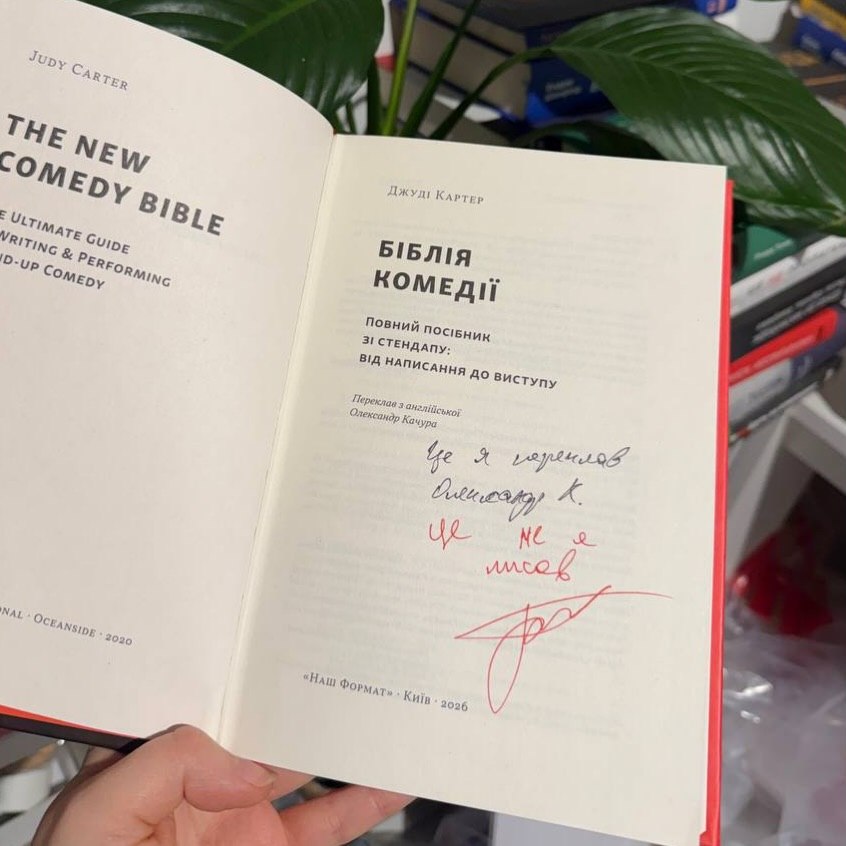 JUDY CARTER
THE NEW
COMEDY BIBLE
E ULTIMATE GUIDE
WRITING & PERFORMING
ND-UP COMEDY
ONAL · OCEANSIDE · 2020
ДЖУДІ КАРТЕР
БІБЛІЯ
КОМЕДІЇ
ПОВНИЙ ПОСІБНИК
ЗІ СТЕНДАПУ:
ВІД НАПИСАННЯ ДО ВИСТУПУ
Переклав з англійської
Олександр Качура
Це я переклав
Олександр К.
Це не я
писав
«НАШ ФОРМАТ» · КИЇВ · 2026